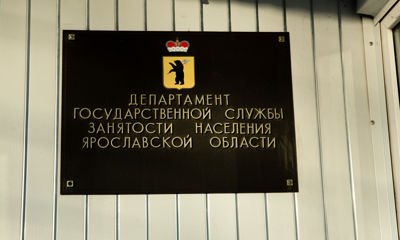 ДЕПАРТАМЕНТ
ГОСУДАРСТВЕННОЙ СЛУЖБЫ
ЗАНЯТОСТИ НАСЕЛЕНИЯ
ЯРОСЛАВСКОЙ ОБЛАСТИ